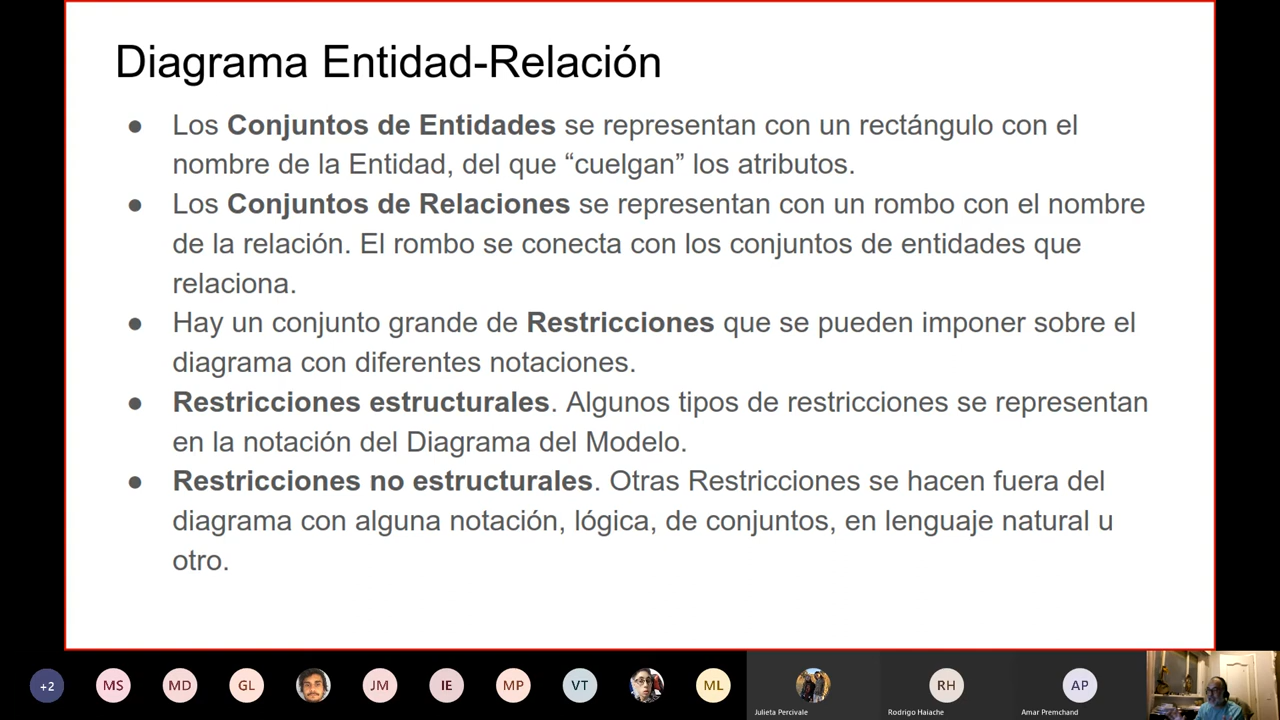 Diagrama Entidad-Relación
● Los Conjuntos de Entidades se representan con un rectángulo con el
nombre de la Entidad, del que “cuelgan” los atributos.
● Los Conjuntos de Relaciones se representan con un rombo con el nombre
de la relación. El rombo se conecta con los conjuntos de entidades que
relaciona.
● Hay un conjunto grande de Restricciones que se pueden imponer sobre el
diagrama con diferentes notaciones.
● Restricciones estructurales. Algunos tipos de restricciones se representan
en la notación del Diagrama del Modelo.
● Restricciones no estructurales. Otras Restricciones se hacen fuera del
diagrama con alguna notación, lógica, de conjuntos, en lenguaje natural u
otro.
+2 MS MD GL JM IE MP VT ML RH AP
Julieta Percivale Rodrigo Haiache Amar Premchand